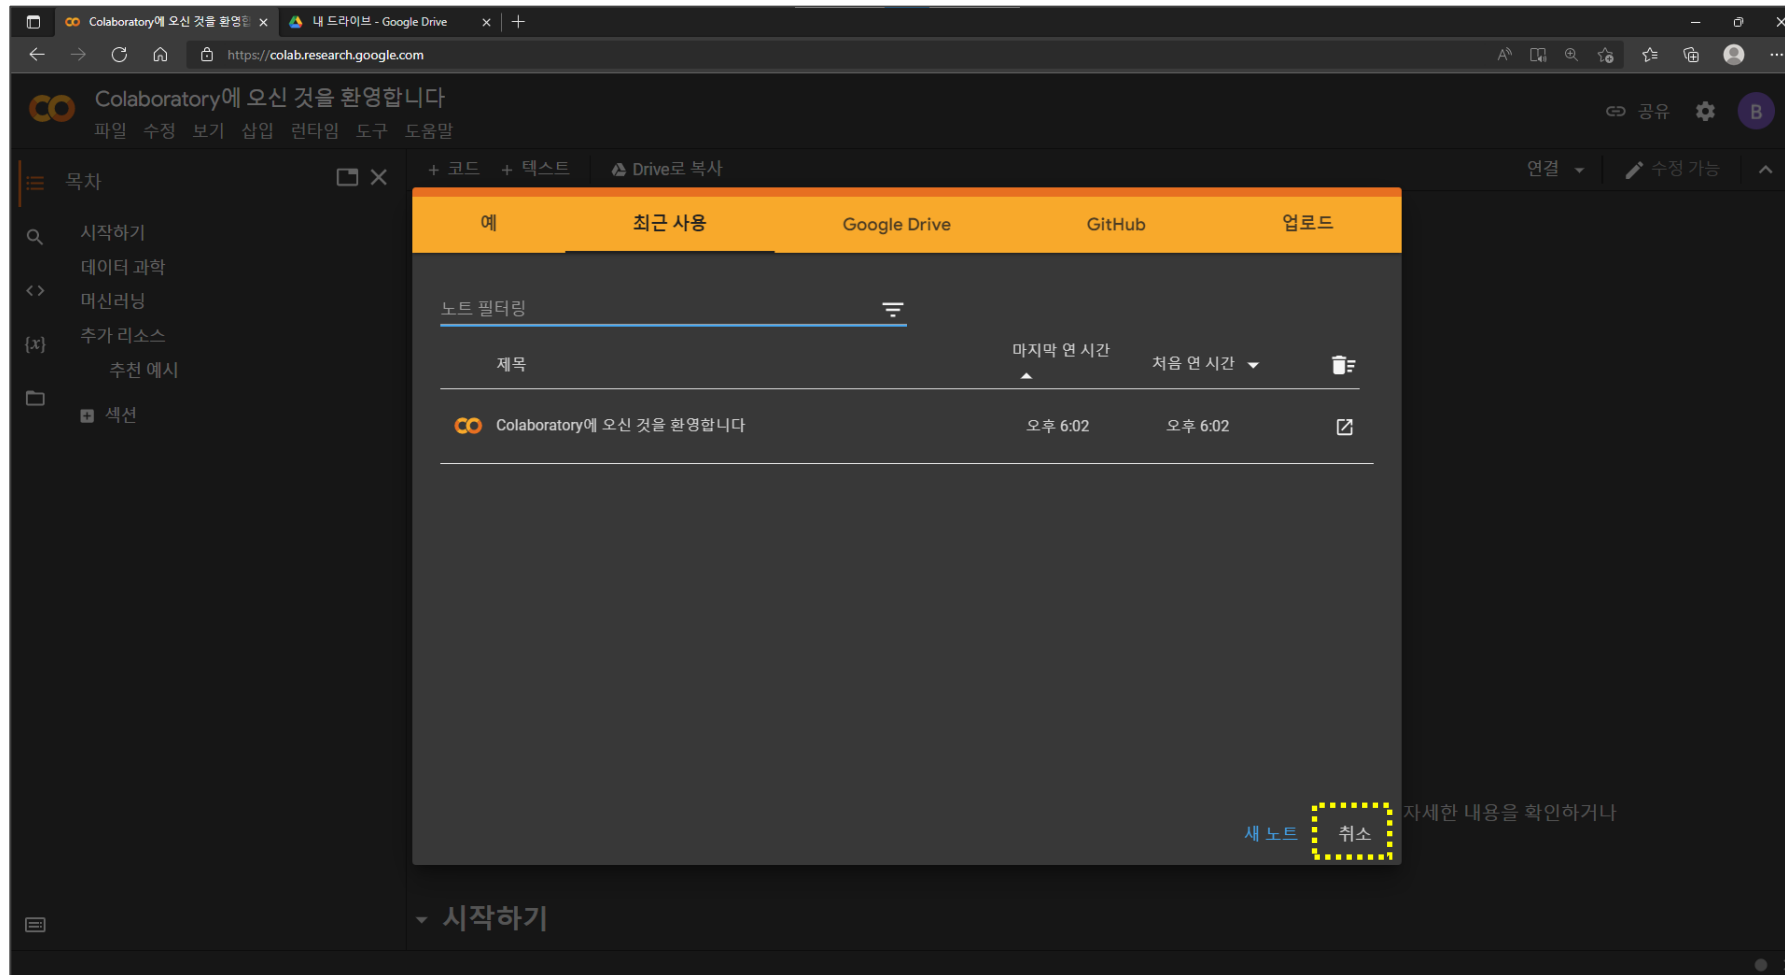 Colaboratory에 오신 것을 환영합
내 드라이브 - Google Drive
https://colab.research.google.com
Colaboratory에 오신 것을 환영합니다
파일 수정 보기 삽입 런타임 도구 도움말
공유
B
목차
+ 코드 + 텍스트 Drive로 복사
연결
수정 가능
시작하기
데이터 과학
머신러닝
추가 리소스
추천 예시
섹션
{x}
예 최근 사용 Google Drive GitHub 업로드
노트 필터링
제목 마지막 연 시간 처음 연 시간
Colaboratory에 오신 것을 환영합니다 오후 6:02 오후 6:02
새 노트 취소
자세한 내용을 확인하거나
시작하기